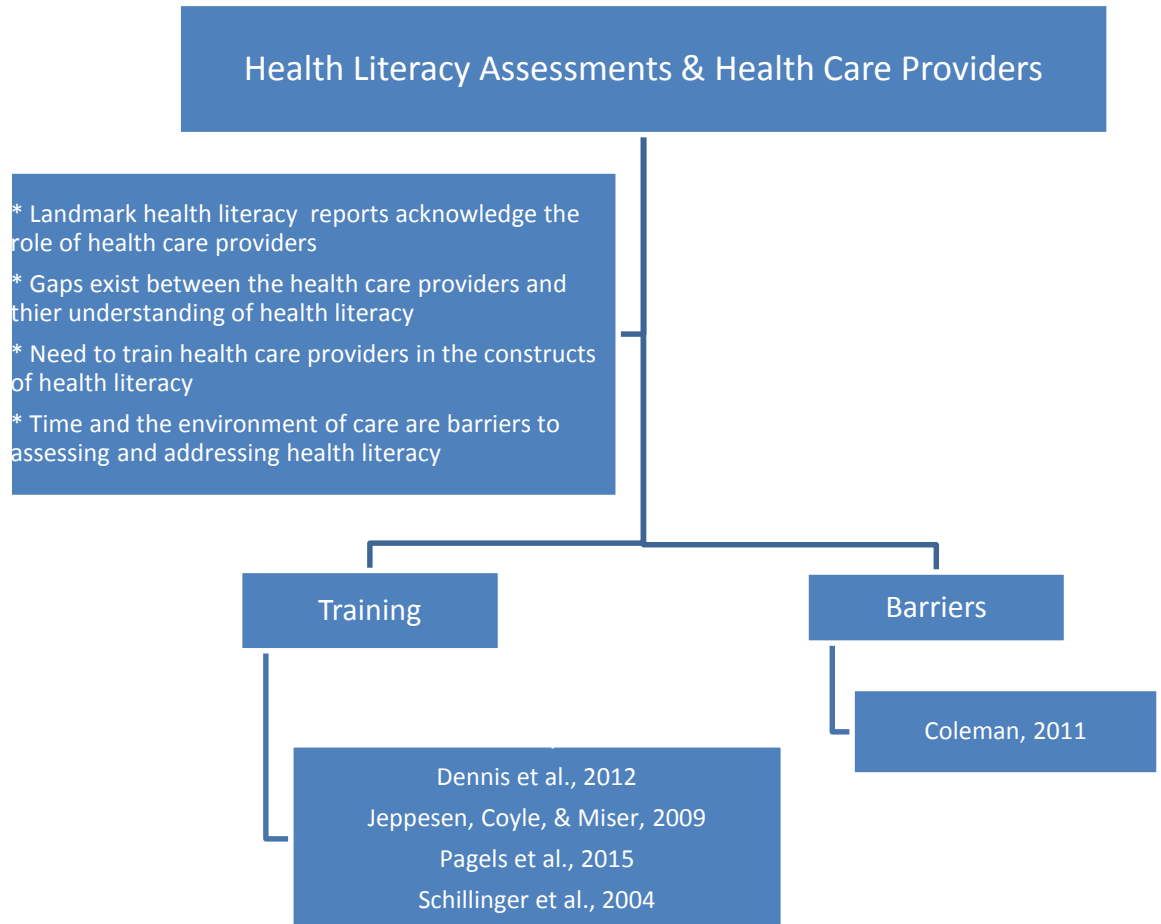 Health Literacy Assessments & Health Care Providers
* Landmark health literacy  reports acknowledge the
role of health care providers
* Gaps exist between the health care providers and
thier understanding of health literacy
* Need to train health care providers in the constructs
of health literacy
* Time and the environment of care are barriers to
assessing and addressing health literacy
Training
Barriers
Coleman, 2011
Dennis et al., 2012
Jeppesen, Coyle, & Miser, 2009
Pagels et al., 2015
Schillinger et al., 2004